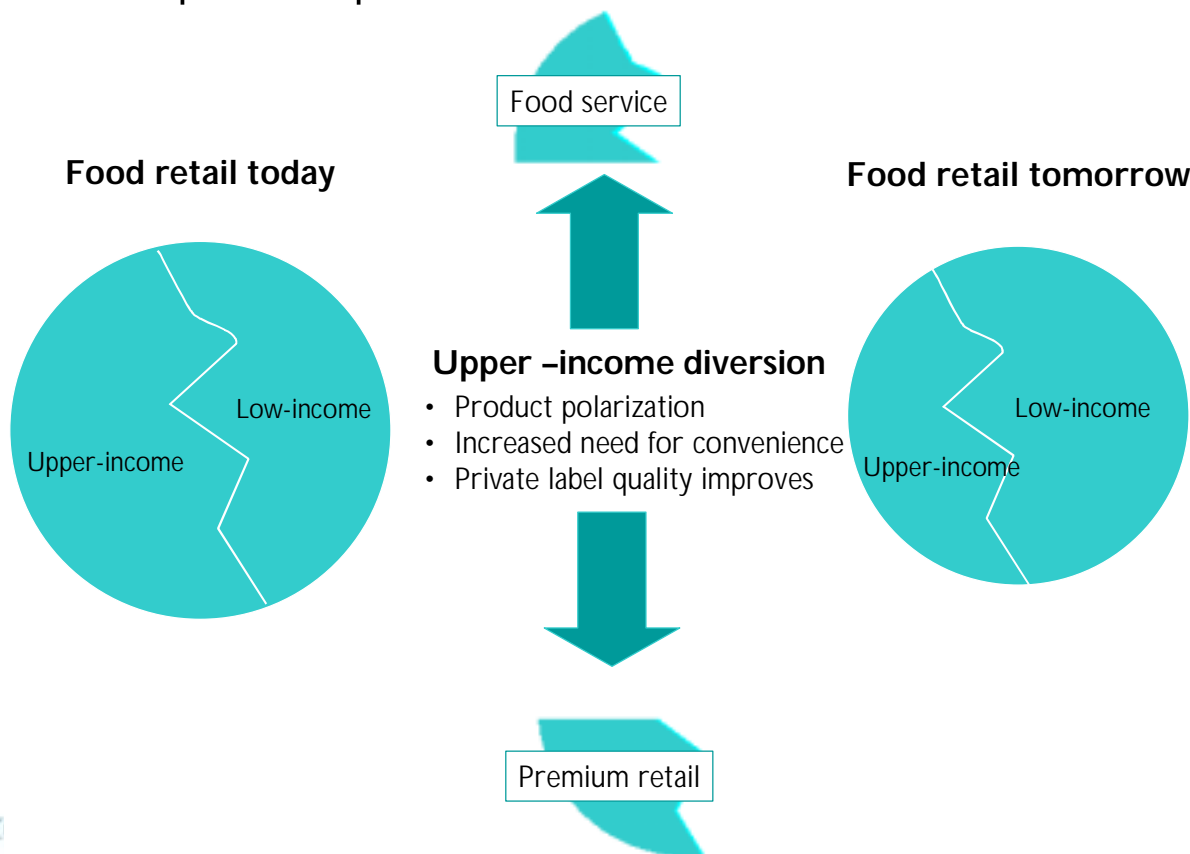 Food service
Food retail today
Food retail tomorrow
Upper –income diversion
• Product polarization
• Increased need for convenience
• Private label quality improves
Low-income
Upper-income
Low-income
Upper-income
Premium retail